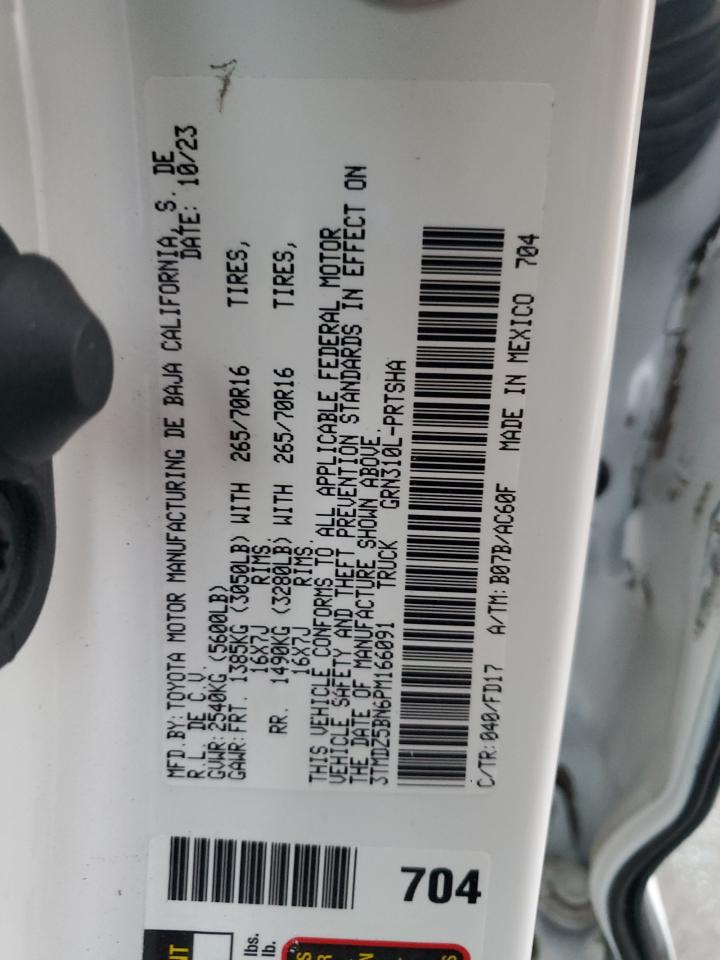 MFD.BY: TOYOTA MOTOR MANUFACTURING DE BAJA CALIFORNIA, S. DE
R.L. DE C.V. DATE: 10/23
GVWR: 2540KG (5600LB)
GAWR: FRT. 1385KG (3050LB) WITH 265/70R16 TIRES,
16X7J RIMS
RR. 1490KG (3280LB) WITH 265/70R16 TIRES,
16X7J RIMS
THIS VEHICLE CONFORMS TO ALL APPLICABLE FEDERAL MOTOR
VEHICLE SAFETY AND THEFT PREVENTION STANDARDS IN EFFECT ON
THE DATE OF MANUFACTURE SHOWN ABOVE.
3TMDZ5BN6PM166091 TRUCK GRN310L-PRTSHA
C/TR: 040/FD17 A/TM: B07B/AC60F MADE IN MEXICO 704
704
lbs.
lb.